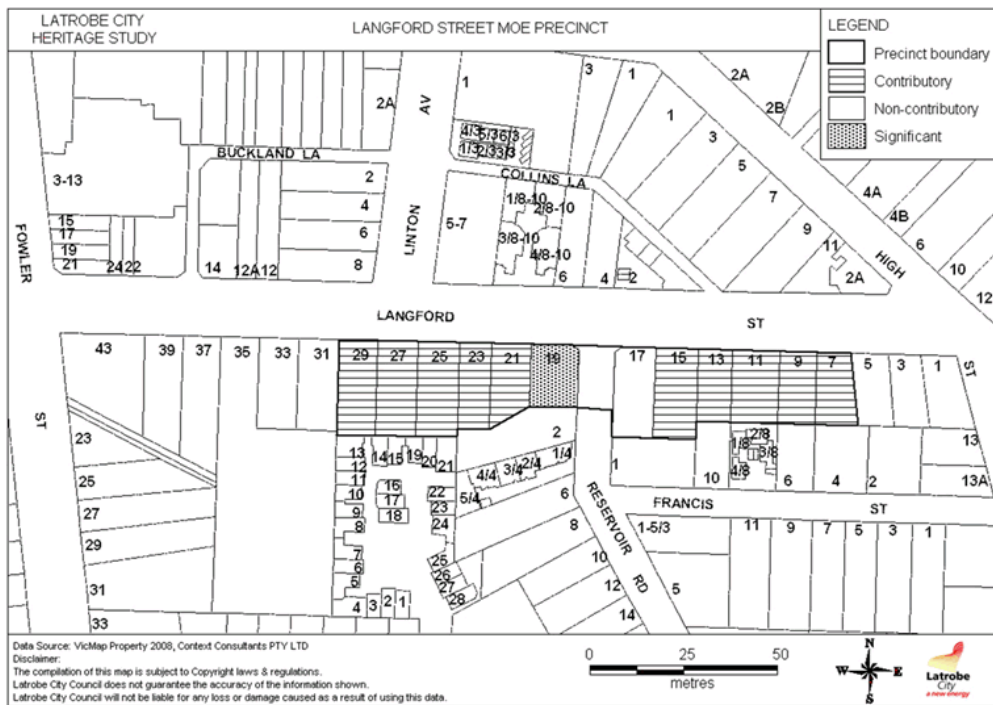 LATROBE CITY
HERITAGE STUDY
LANGFORD STREET MOE PRECINCT
LEGEND
Precinct boundary
Contributory
Non-contributory
Significant
2A
AV
1
3
1
2A
2B
1
3
4/3 5/3 6/3
1/3 2/3 3/3
BUCKLAND LA
COLLINS LA
5
3-13
2
4
6
8
7
4A
4B
1/8-10
2/8-10
3/8-10
4/8-10
LINTON
5-7
9
11
HIGH
6
10
12
15
17
19
21
FOWLER
24 22
14
12A 12
6
4
2
2A
LANGFORD
ST
43
39
37
35
33
31
29
27
25
23
21
19
17
15
13
11
9
7
5
3
1
ST
ST
23
25
27
29
31
33
13
12
11
10
9
8
7
6
5
4
14
15
19
20
21
16
17
18
22
23
24
25
26
27
28
3
2
1
2
5/4
4/4
3/4
2/4
1/4
6
8
10
12
14
RESERVOIR
RD
1
10
1/8
2/8
3/8
4/8
6
4
2
13
13A
FRANCIS
ST
1-5/3
5
11
9
7
5
3
1
Data Source: VicMap Property 2008, Context Consultants PTY LTD
Disclaimer:
The compilation of this map is subject to Copyright laws & regulations.
Latrobe City Council does not guarantee the accuracy of the information shown.
Latrobe City Council will not be liable for any loss or damage caused as a result of using this data.
0
25
50
metres
N
W
E
S
Latrobe
City
a new energy